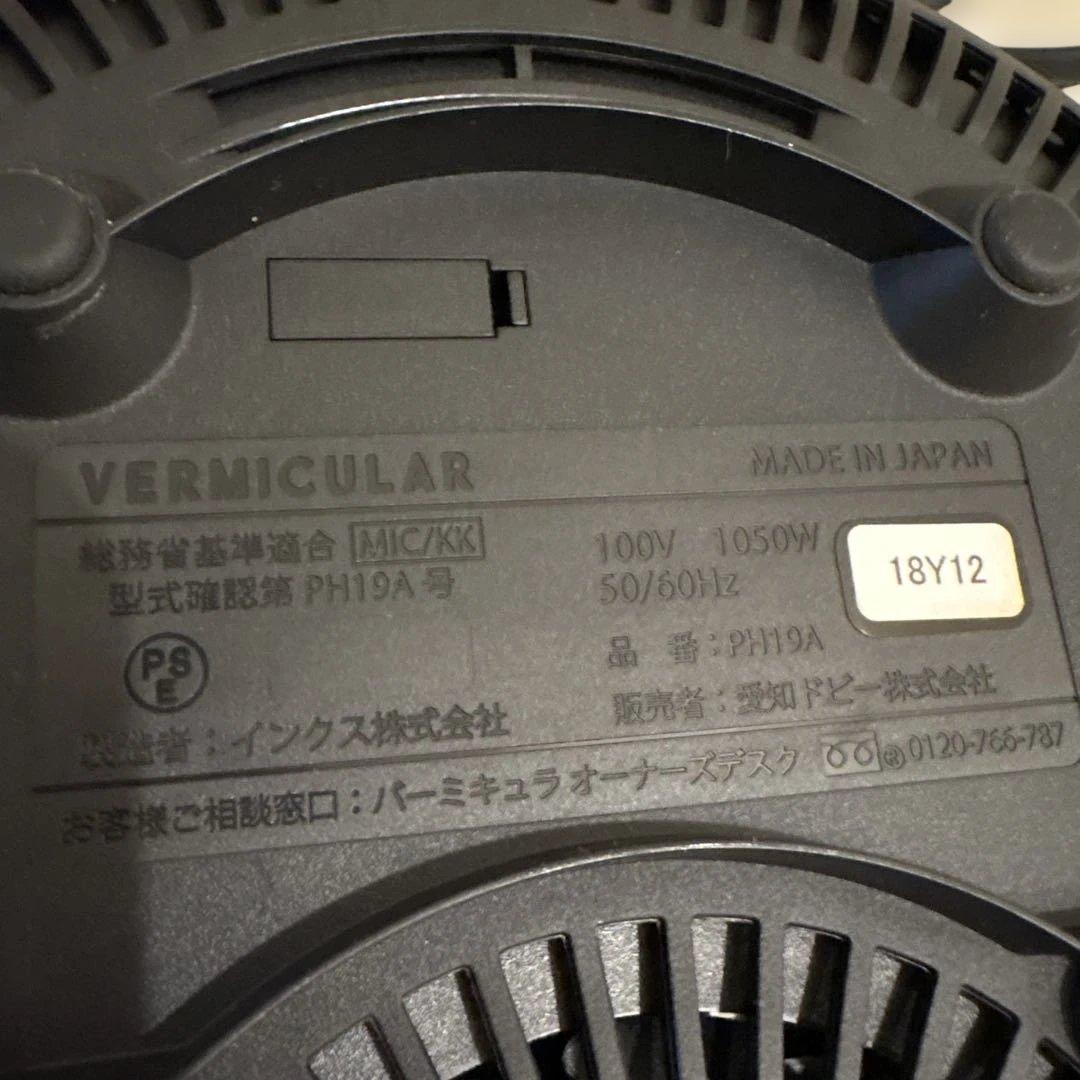 VERMICULAR MADE IN JAPAN
総務省基準適合 MIC/KK 100V 1050W
型式確認第 PH19A 号 50/60Hz
18Y12
PS
E
品 番：PH19A
製造者：インクス株式会社 販売者：愛知ドビー株式会社
お客様ご相談窓口：バーミキュラ オーナーズデスク ® 0120-766-787